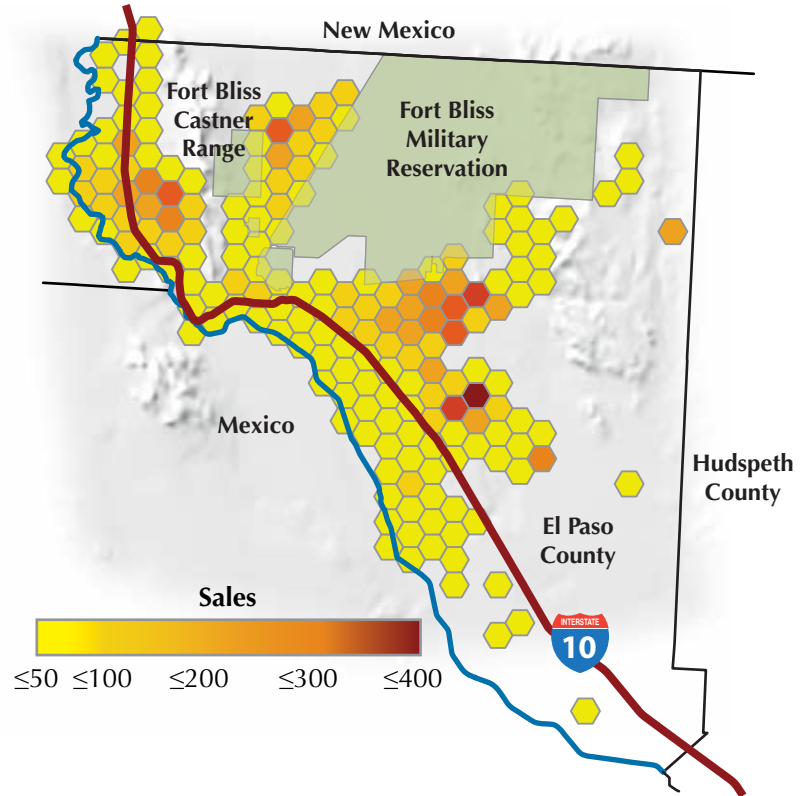 New Mexico
Fort Bliss
Castner
Range
Fort Bliss
Military
Reservation
Mexico
Hudspeth
County
El Paso
County
Sales
≤50 ≤100 ≤200 ≤300 ≤400
INTERSTATE
10